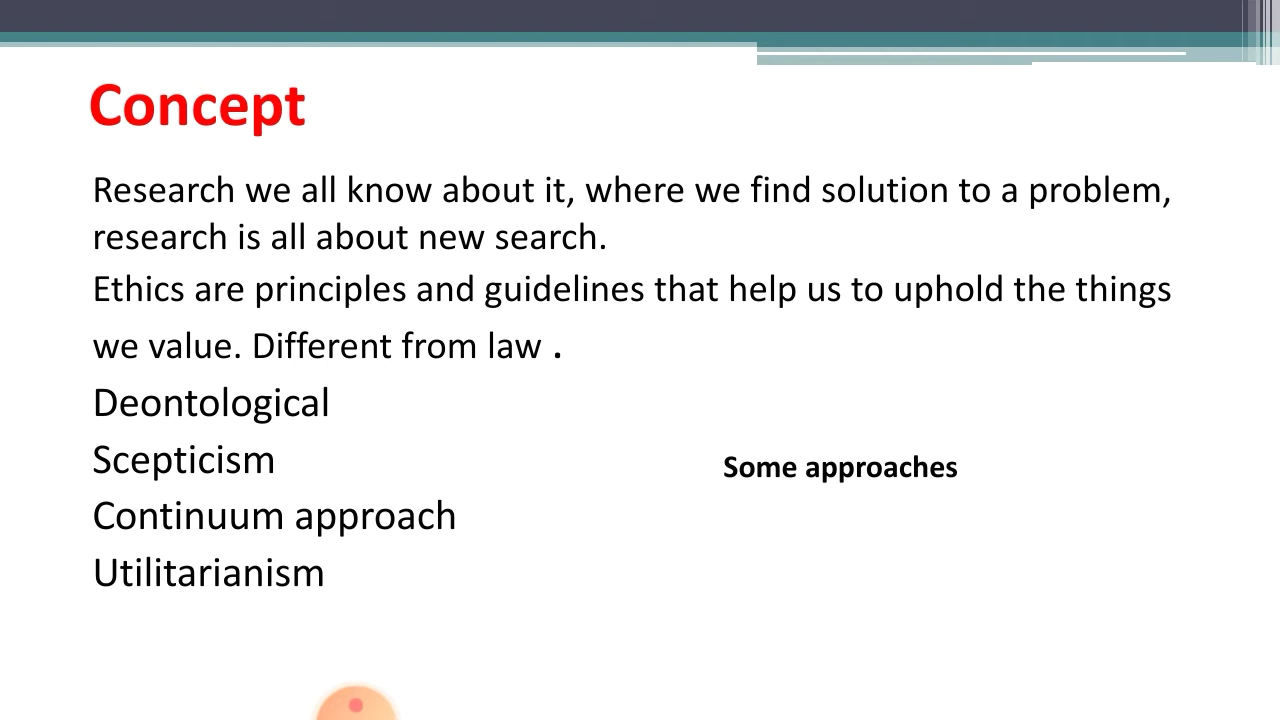 Concept
Research we all know about it, where we find solution to a problem,
research is all about new search.
Ethics are principles and guidelines that help us to uphold the things
we value. Different from law .
Deontological
Scepticism
Some approaches
Continuum approach
Utilitarianism